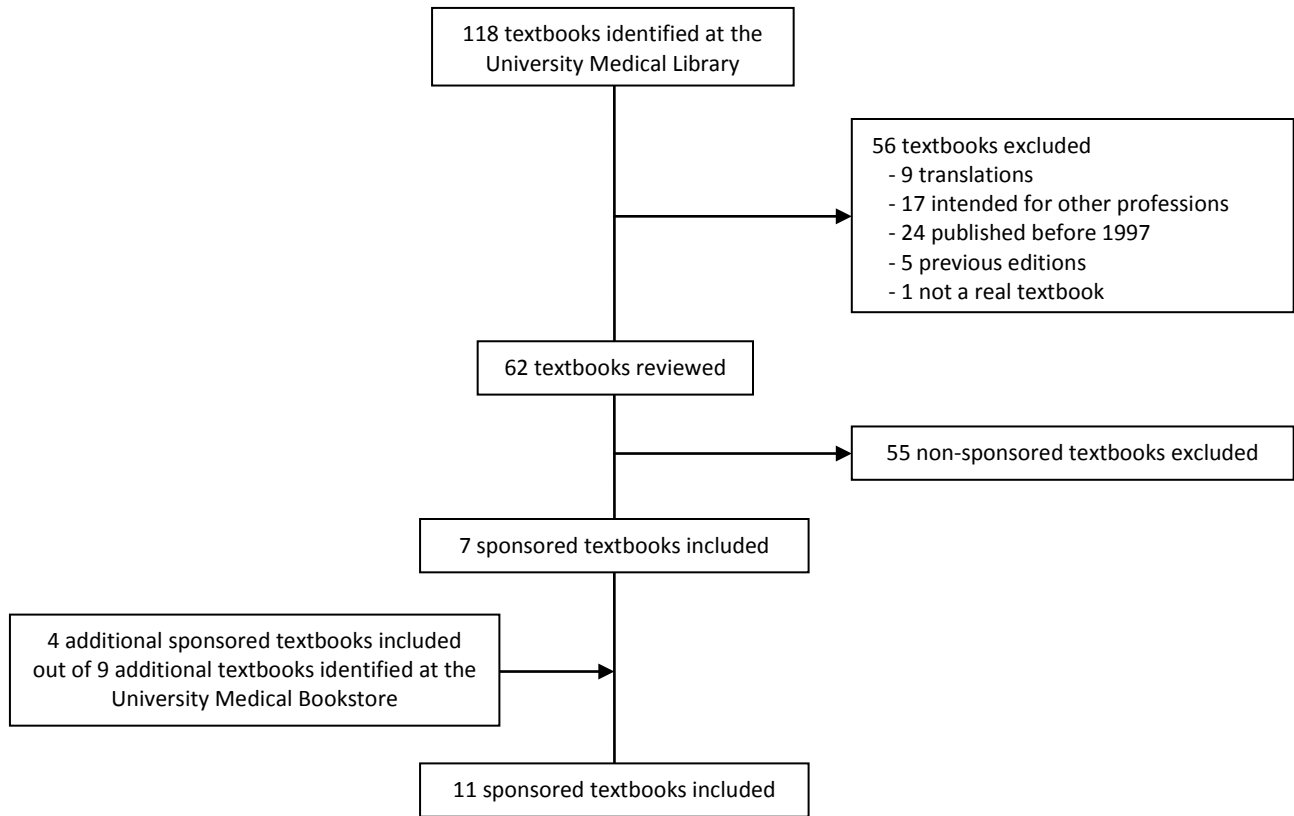 118 textbooks identified at the
University Medical Library
56 textbooks excluded
- 9 translations
- 17 intended for other professions
- 24 published before 1997
- 5 previous editions
- 1 not a real textbook
62 textbooks reviewed
55 non-sponsored textbooks excluded
7 sponsored textbooks included
4 additional sponsored textbooks included
out of 9 additional textbooks identified at the
University Medical Bookstore
11 sponsored textbooks included